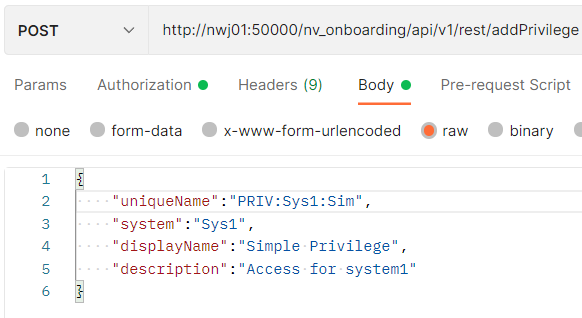 POST http://nwj01:50000/nv_onboarding/api/v1/rest/addPrivilege
Params Authorization Headers (9) Body Pre-request Script
none form-data x-www-form-urlencoded raw binary
1 {
2 "uniqueName":"PRIV:Sys1:Sim",
3 "system":"Sys1",
4 "displayName":"Simple Privilege",
5 "description":"Access for system1"
6 }